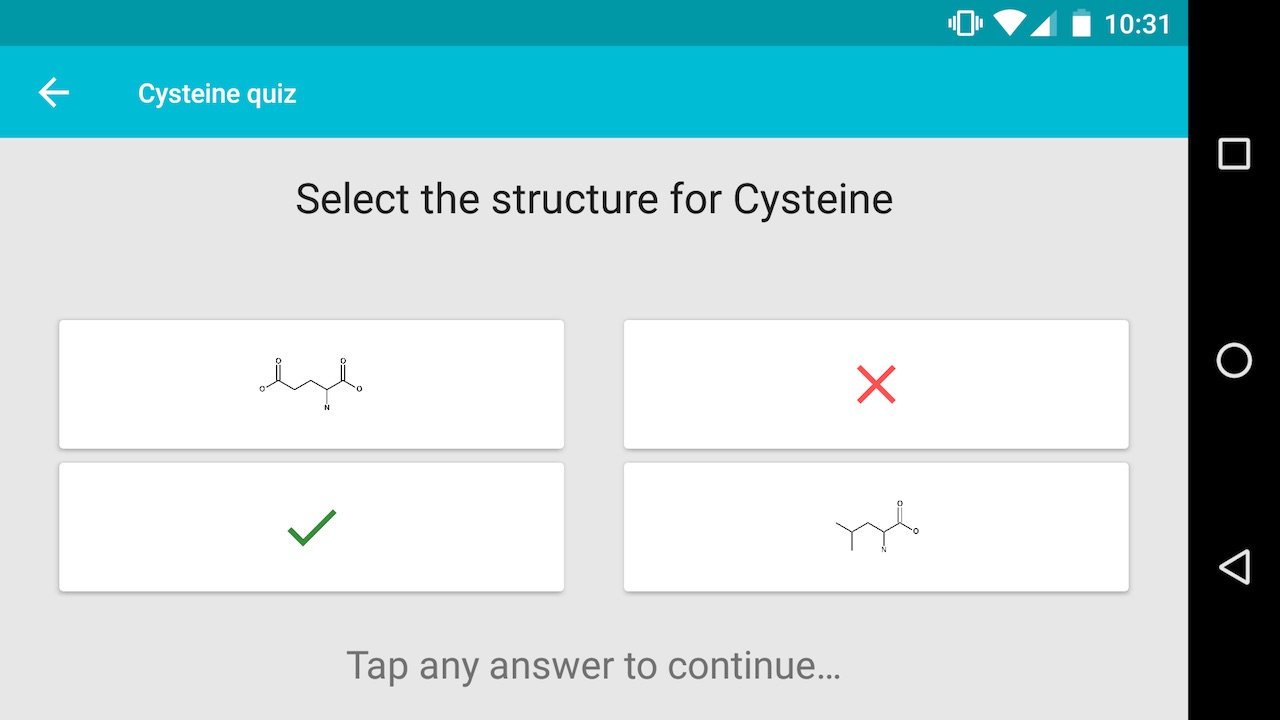 10:31
Cysteine quiz
Select the structure for Cysteine
O O
O O
N
O
O
N
Tap any answer to continue…